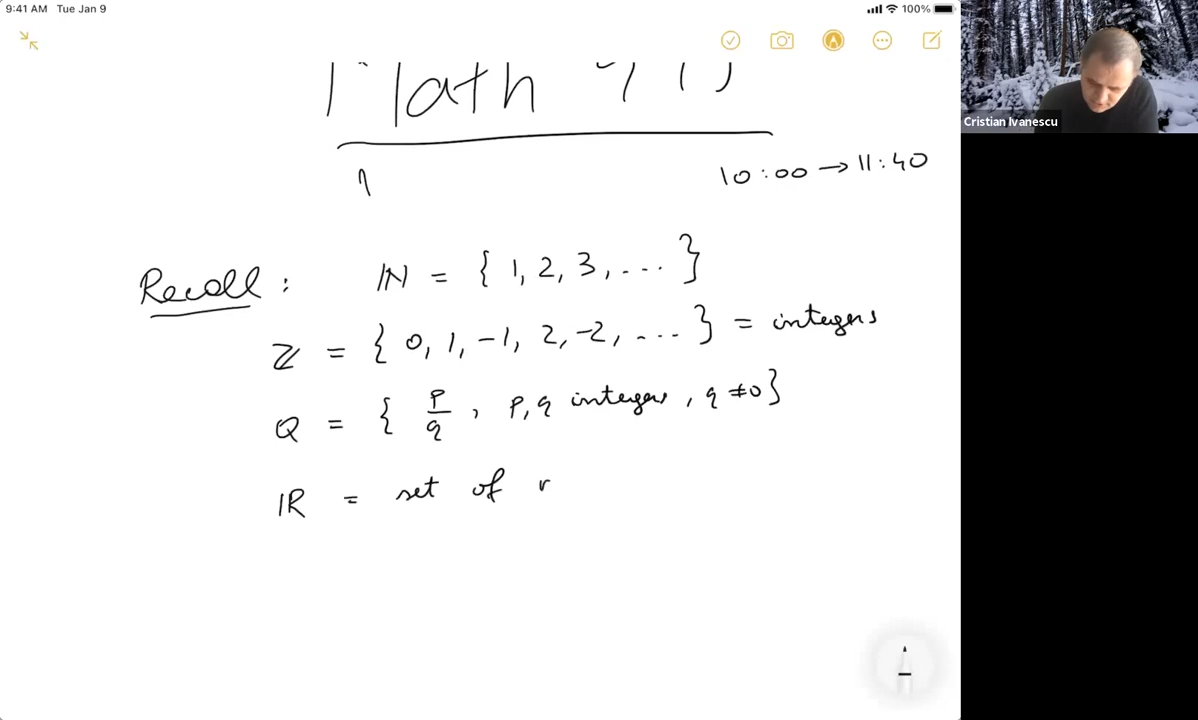 9:41 AM Tue Jan 9
100%
Math
10:00 → 11:40
Recall : ℕ = { 1, 2, 3, ... }
ℤ = { 0, 1, -1, 2, -2, ... } = integers
Q = { p/q , p, q integers, q ≠ 0 }
ℝ = set of r
Cristian Ivanescu